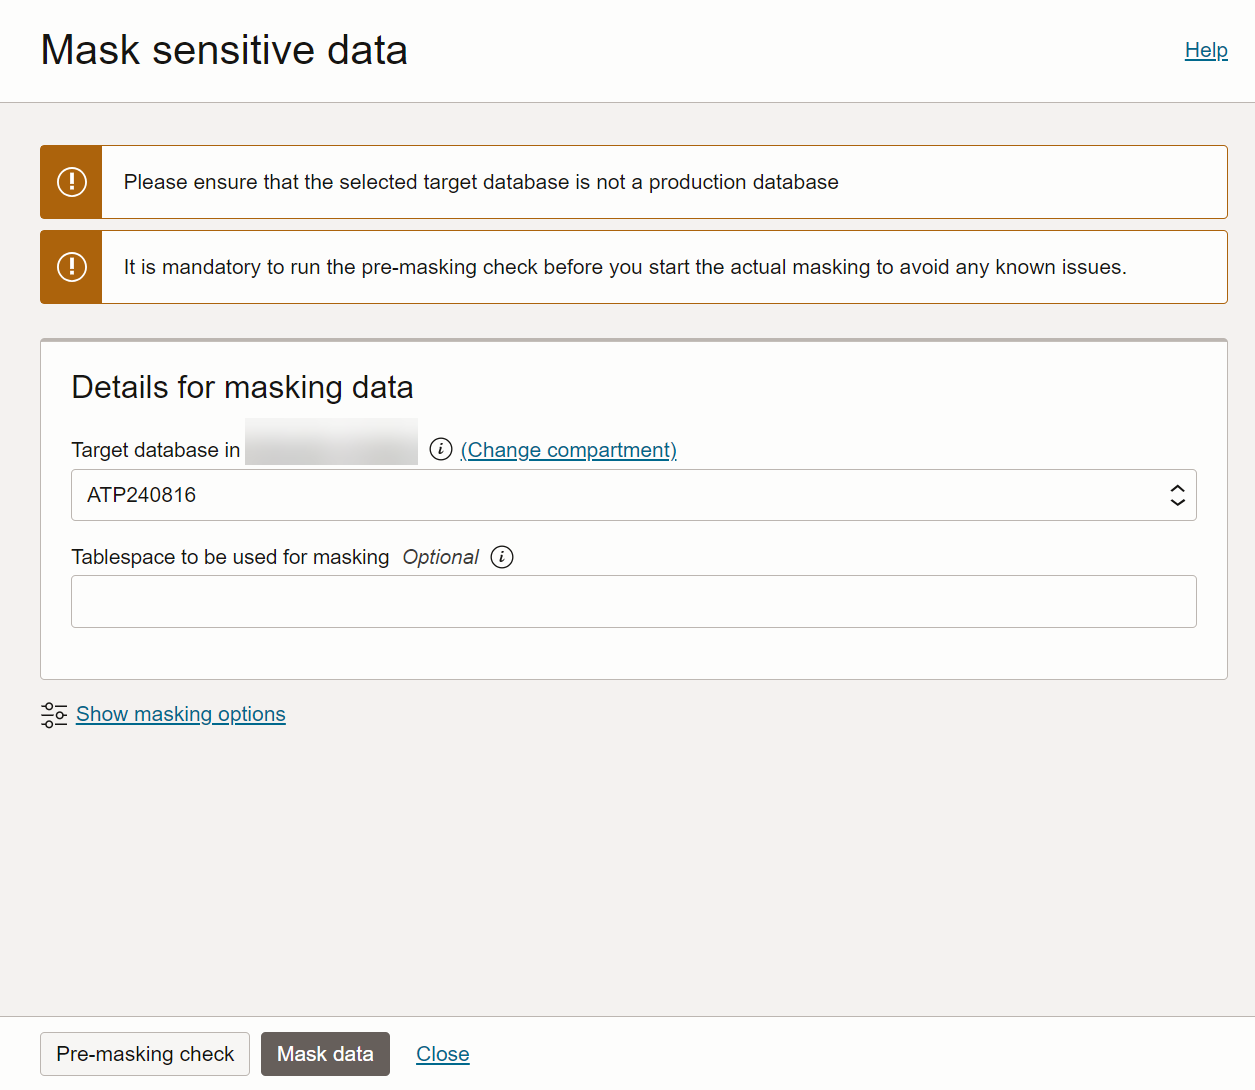 Mask sensitive data
Help
Please ensure that the selected target database is not a production database
It is mandatory to run the pre-masking check before you start the actual masking to avoid any known issues.
Details for masking data
Target database in (Change compartment)
ATP240816
Tablespace to be used for masking Optional
Show masking options
Pre-masking check Mask data Close